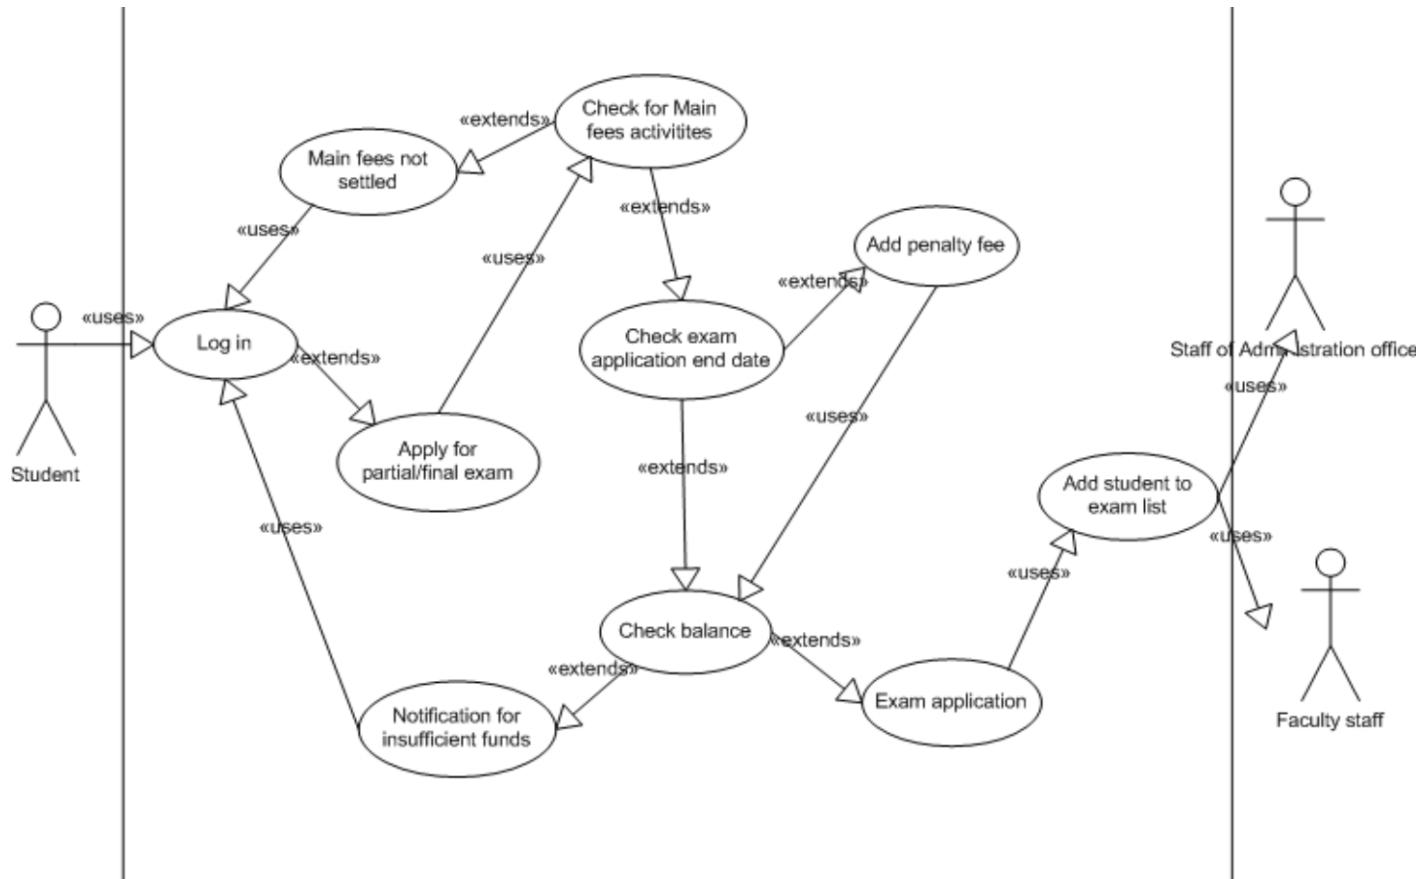 Check for Main
fees activitites
«extends»
Main fees not
settled
«extends»
«uses»
«uses»
Add penalty fee
«extends»
«uses»
Log in
«extends»
Check exam
application end date
Staff of Administration office
«uses»
«uses»
Apply for
partial/final exam
Student
«extends»
Add student to
exam list
«uses»
«uses»
«uses»
Check balance
«extends»
«extends»
Exam application
Notification for
insufficient funds
Faculty staff